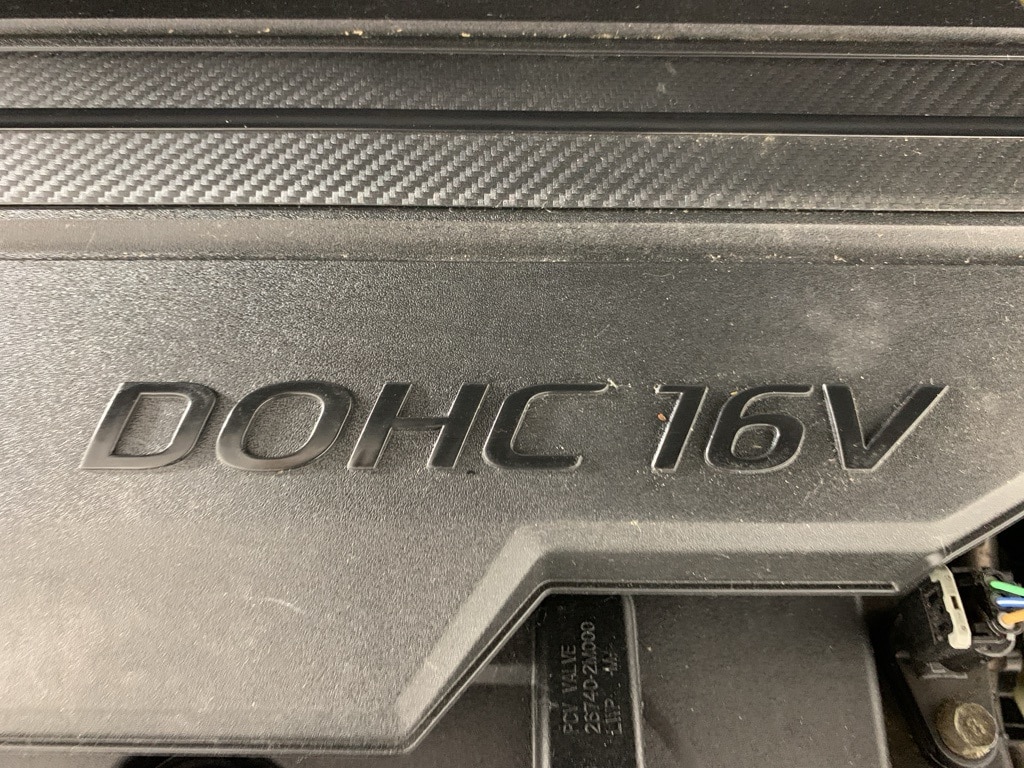 DOHC 16V
PCV VALVE
26740-2M000